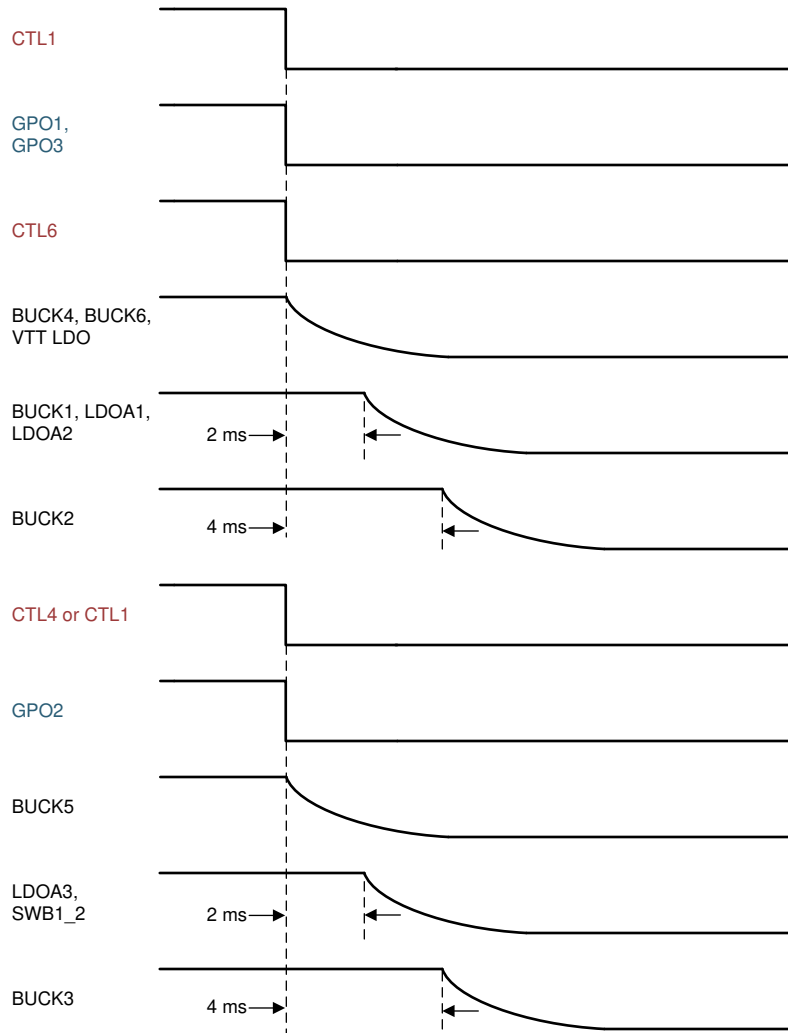 CTL1
GPO1,
GPO3
CTL6
BUCK4, BUCK6,
VTT LDO
BUCK1, LDOA1,
LDOA2
2 ms
BUCK2
4 ms
CTL4 or CTL1
GPO2
BUCK5
LDOA3,
SWB1_2
2 ms
BUCK3
4 ms